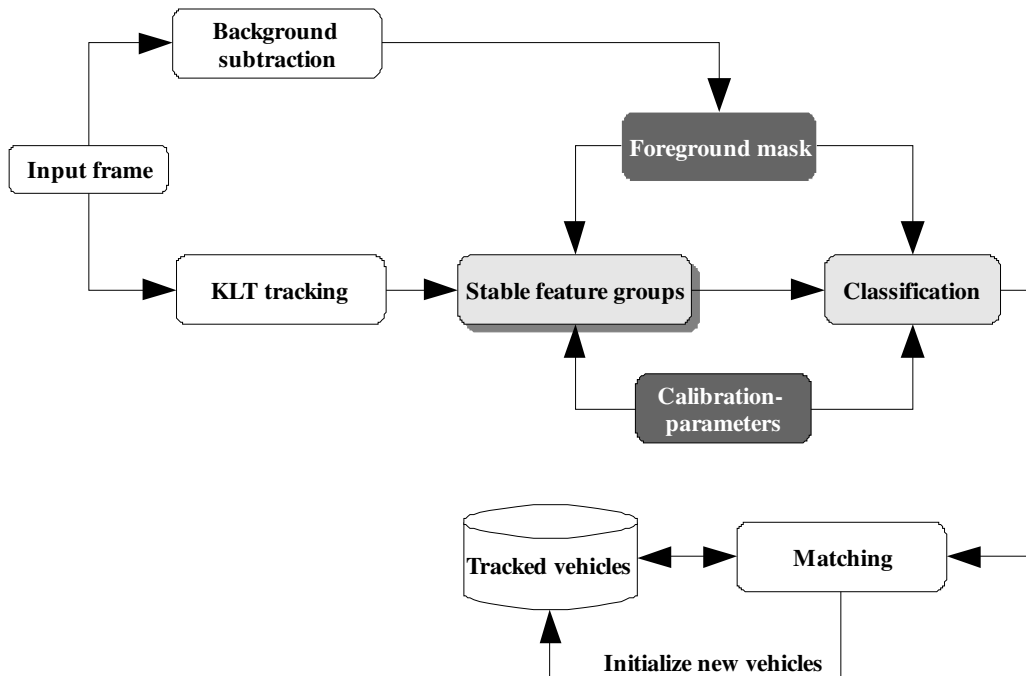 Background
subtraction
Input frame
Foreground mask
KLT tracking
Stable feature groups
Classification
Calibration-
parameters
Tracked vehicles
Matching
Initialize new vehicles